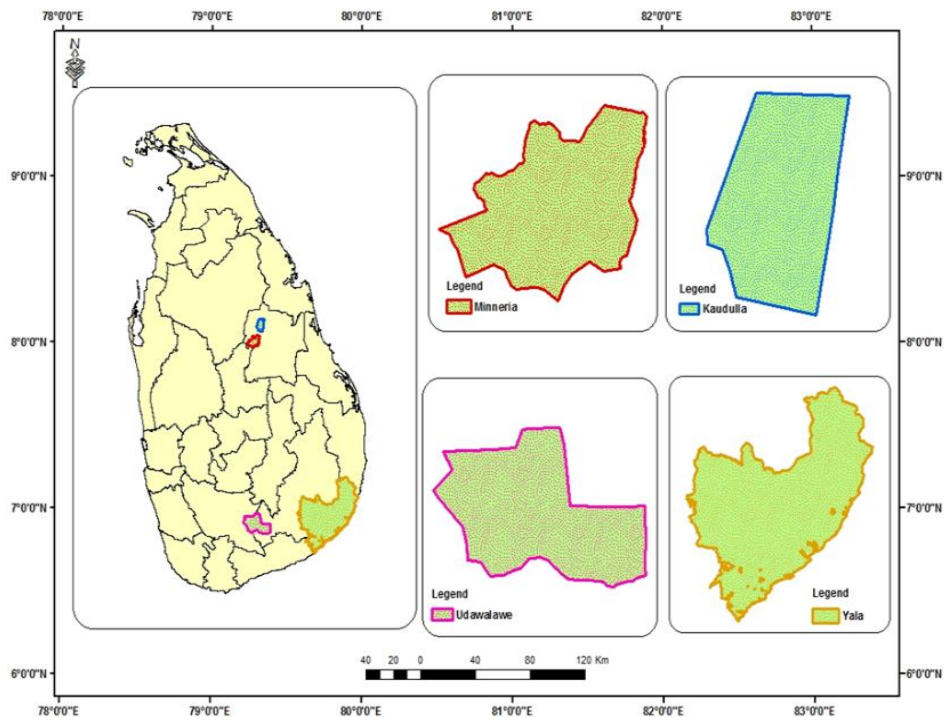 78°0'0"E 79°0'0"E 80°0'0"E 81°0'0"E 82°0'0"E 83°0'0"E
N
9°0'0"N 9°0'0"N
Legend
Minneria
Legend
Kaudulla
8°0'0"N 8°0'0"N
7°0'0"N 7°0'0"N
Legend
Udawalawe
Legend
Yala
40 20 0 40 80 120 Km
6°0'0"N 6°0'0"N
78°0'0"E 79°0'0"E 80°0'0"E 81°0'0"E 82°0'0"E 83°0'0"E